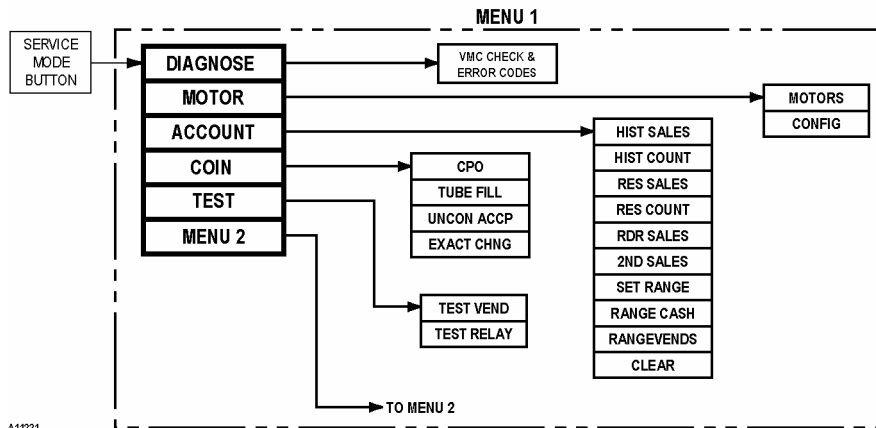 MENU 1
SERVICE
MODE
BUTTON
DIAGNOSE
MOTOR
ACCOUNT
COIN
TEST
MENU 2
VMC CHECK &
ERROR CODES
MOTORS
CONFIG
HIST SALES
HIST COUNT
RES SALES
RES COUNT
RDR SALES
2ND SALES
SET RANGE
RANGE CASH
RANGEVENDS
CLEAR
CPO
TUBE FILL
UNCON ACCP
EXACT CHNG
TEST VEND
TEST RELAY
TO MENU 2